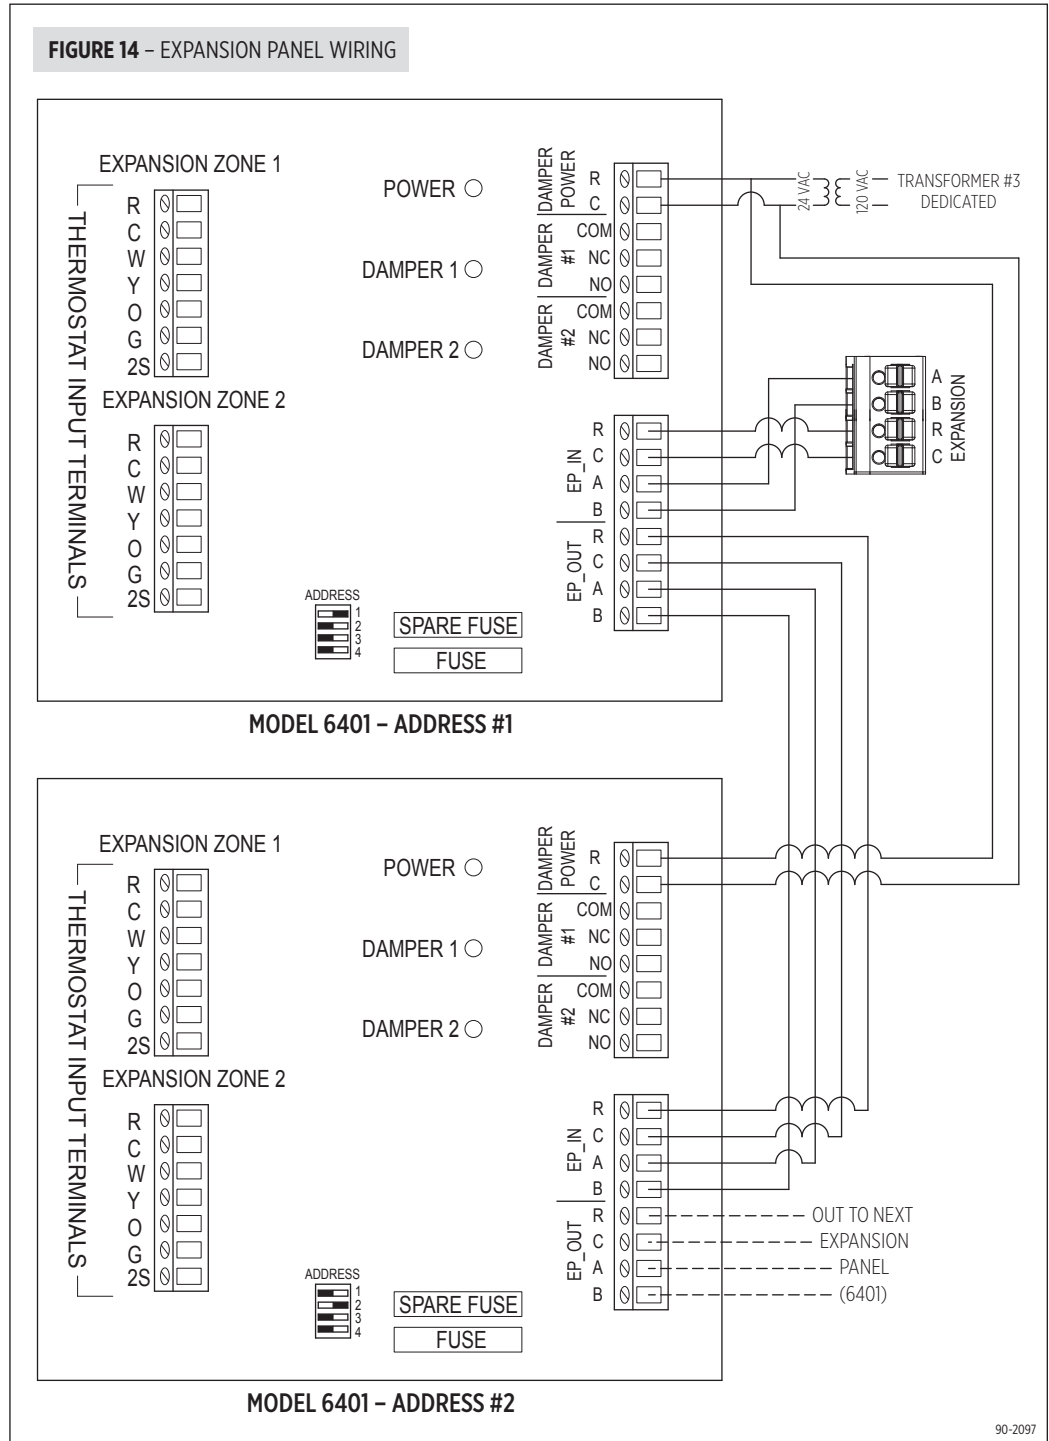 FIGURE 14 – EXPANSION PANEL WIRING
EXPANSION ZONE 1
THERMOSTAT INPUT TERMINALS
R
C
W
Y
O
G
2S
EXPANSION ZONE 2
R
C
W
Y
O
G
2S
POWER
DAMPER 1
DAMPER 2
DAMPER
POWER
R
C
DAMPER
#1
COM
NC
NO
DAMPER
#2
COM
NC
NO
24 VAC
120 VAC
TRANSFORMER #3
DEDICATED
A
B
R
C
EXPANSION
EP_IN
R
C
A
B
EP_OUT
R
C
A
B
ADDRESS
1
2
3
4
SPARE FUSE
FUSE
MODEL 6401 – ADDRESS #1
EXPANSION ZONE 1
THERMOSTAT INPUT TERMINALS
R
C
W
Y
O
G
2S
EXPANSION ZONE 2
R
C
W
Y
O
G
2S
POWER
DAMPER 1
DAMPER 2
DAMPER
POWER
R
C
DAMPER
#1
COM
NC
NO
DAMPER
#2
COM
NC
NO
EP_IN
R
C
A
B
EP_OUT
R
C
A
B
OUT TO NEXT
EXPANSION
PANEL
(6401)
ADDRESS
1
2
3
4
SPARE FUSE
FUSE
MODEL 6401 – ADDRESS #2
90-2097